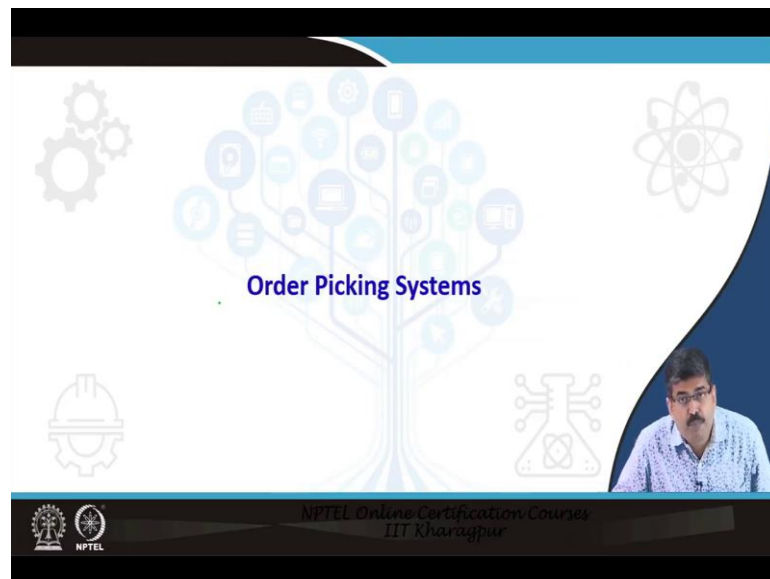 Order Picking Systems
NPTEL Online Certification Courses
IIT Kharagpur
NPTEL